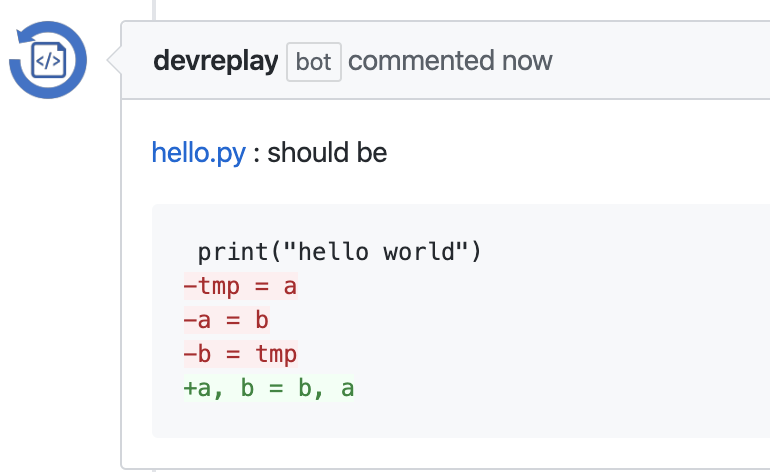 </>
devreplay bot commented now
hello.py : should be
print("hello world")
-tmp = a
-a = b
-b = tmp
+a, b = b, a